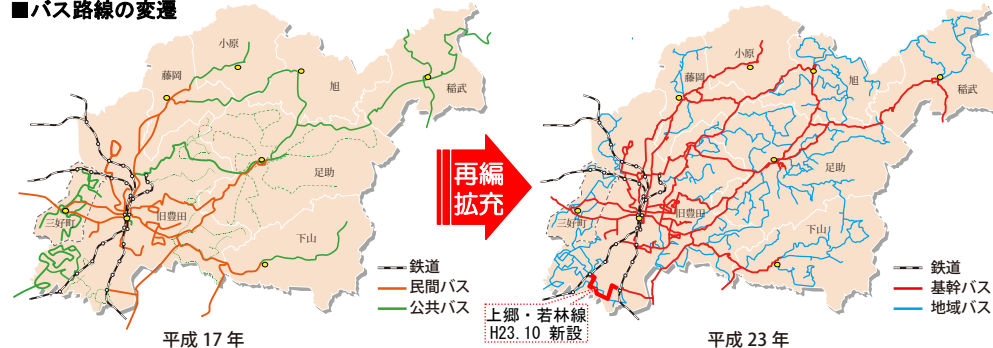 ■バス路線の変遷
小原
藤岡
旭
稲武
足助
三好町
旧豊田
下山
鉄道
民間バス
公共バス
平成 17 年
再編
拡充
小原
藤岡
旭
稲武
足助
三好町
旧豊田
下山
鉄道
基幹バス
地域バス
上郷・若林線
H23.10 新設
平成 23 年